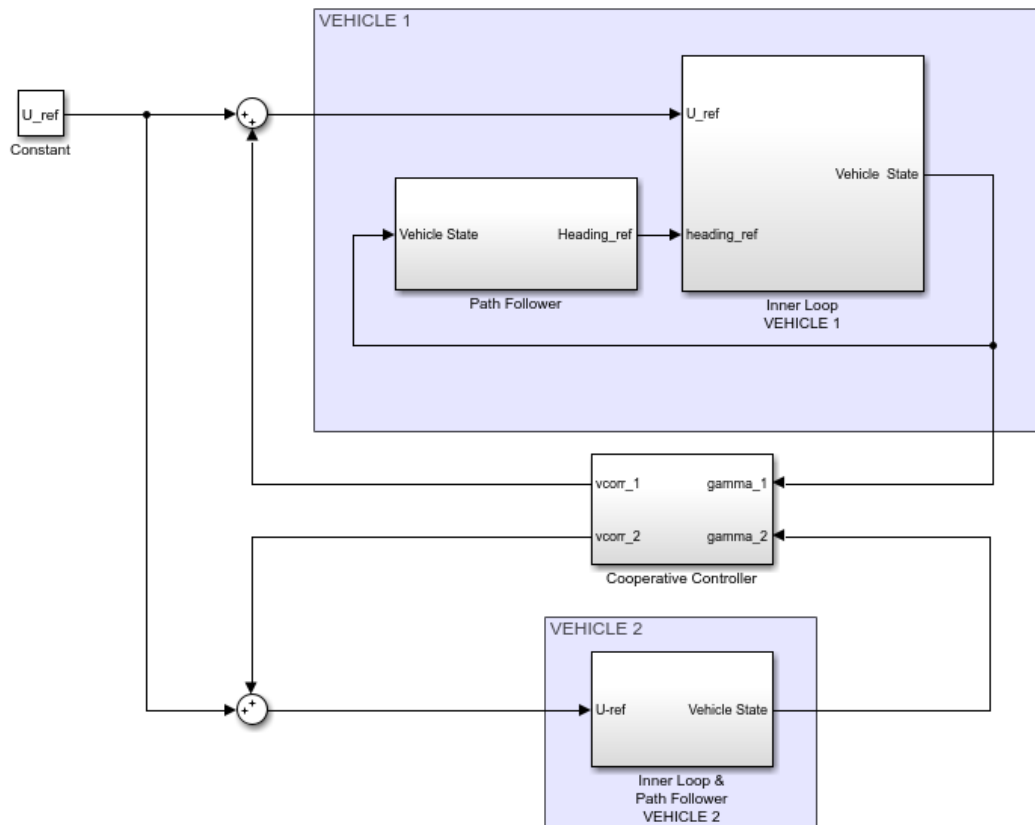 VEHICLE 1
U_ref
Constant
+
+
U_ref
Vehicle State
Vehicle State
Heading_ref
heading_ref
Path Follower
Inner Loop
VEHICLE 1
vcorr_1
gamma_1
vcorr_2
gamma_2
Cooperative Controller
VEHICLE 2
+
+
U-ref
Vehicle State
Inner Loop &
Path Follower
VEHICLE 2